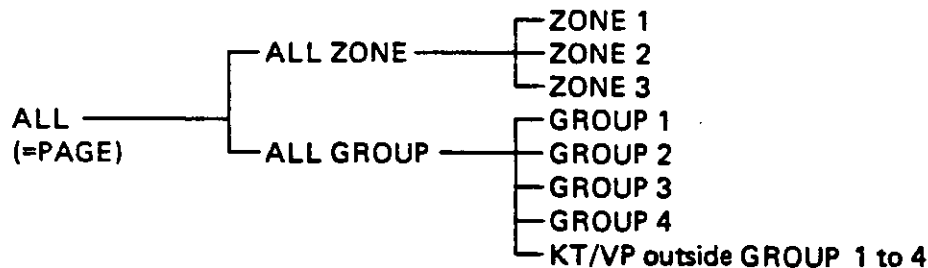 ALL
(=PAGE)
ALL ZONE
ZONE 1
ZONE 2
ZONE 3
ALL GROUP
GROUP 1
GROUP 2
GROUP 3
GROUP 4
KT/VP outside GROUP 1 to 4